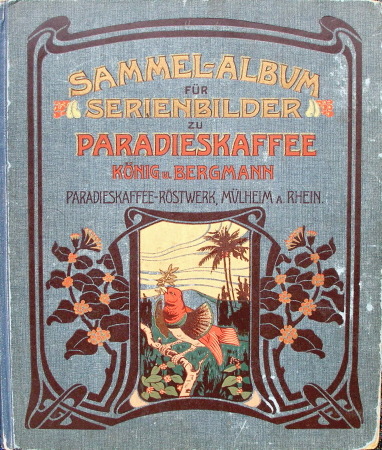 SAMMEL-ALBUM
FÜR
SERIENBILDER
ZU
PARADIESKAFFEE
KÖNIG U. BERGMANN
PARADIESKAFFEE-RÖSTWERK, MÜLHEIM A. RHEIN.